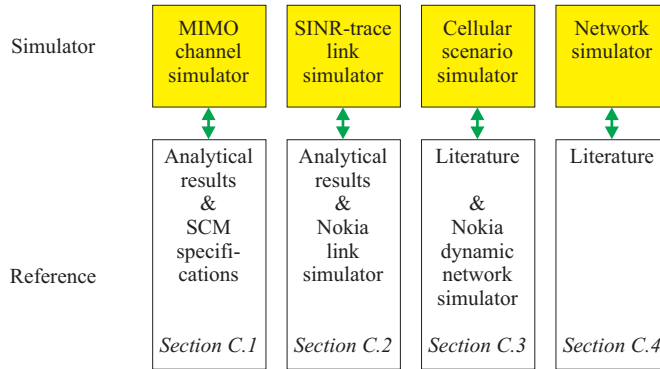 Simulator
MIMO
channel
simulator
SINR-trace
link
simulator
Cellular
scenario
simulator
Network
simulator
Reference
Analytical
results
&
SCM
specifi-
cations
Section C.1
Analytical
results
&
Nokia
link
simulator
Section C.2
Literature
&
Nokia
dynamic
network
simulator
Section C.3
Literature
Section C.4